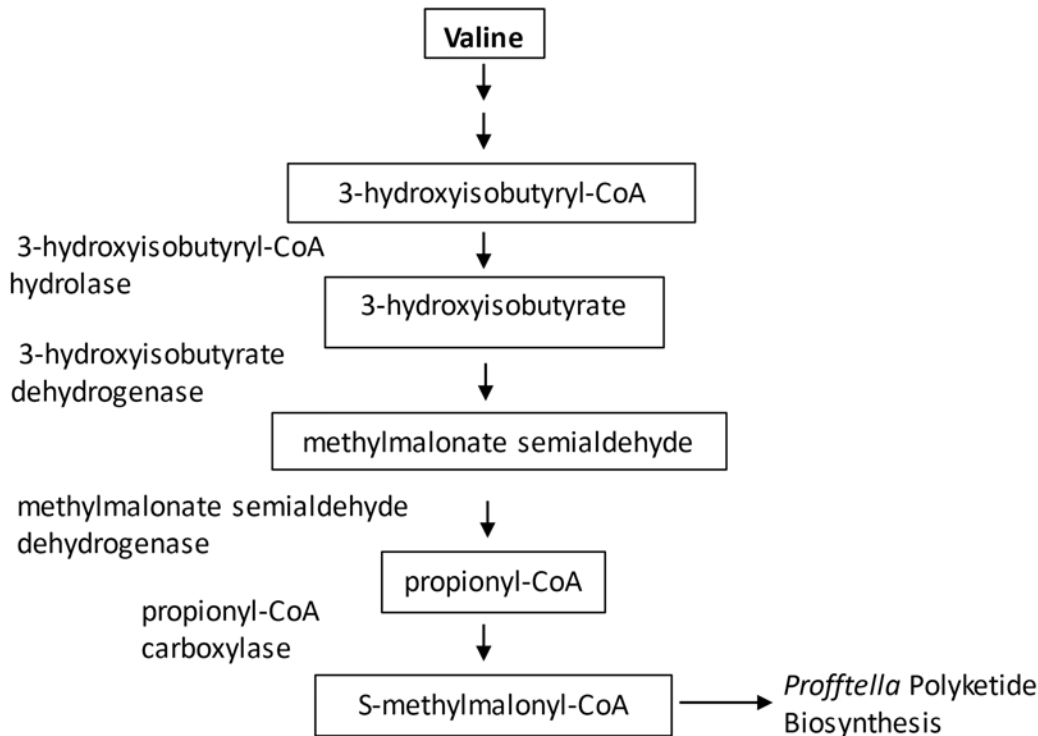 Valine
3-hydroxyisobutyryl-CoA
3-hydroxyisobutyryl-CoA
hydrolase
3-hydroxyisobutyrate
3-hydroxyisobutyrate
dehydrogenase
methylmalonate semialdehyde
methylmalonate semialdehyde
dehydrogenase
propionyl-CoA
propionyl-CoA
carboxylase
S-methylmalonyl-CoA
Profftella Polyketide
Biosynthesis